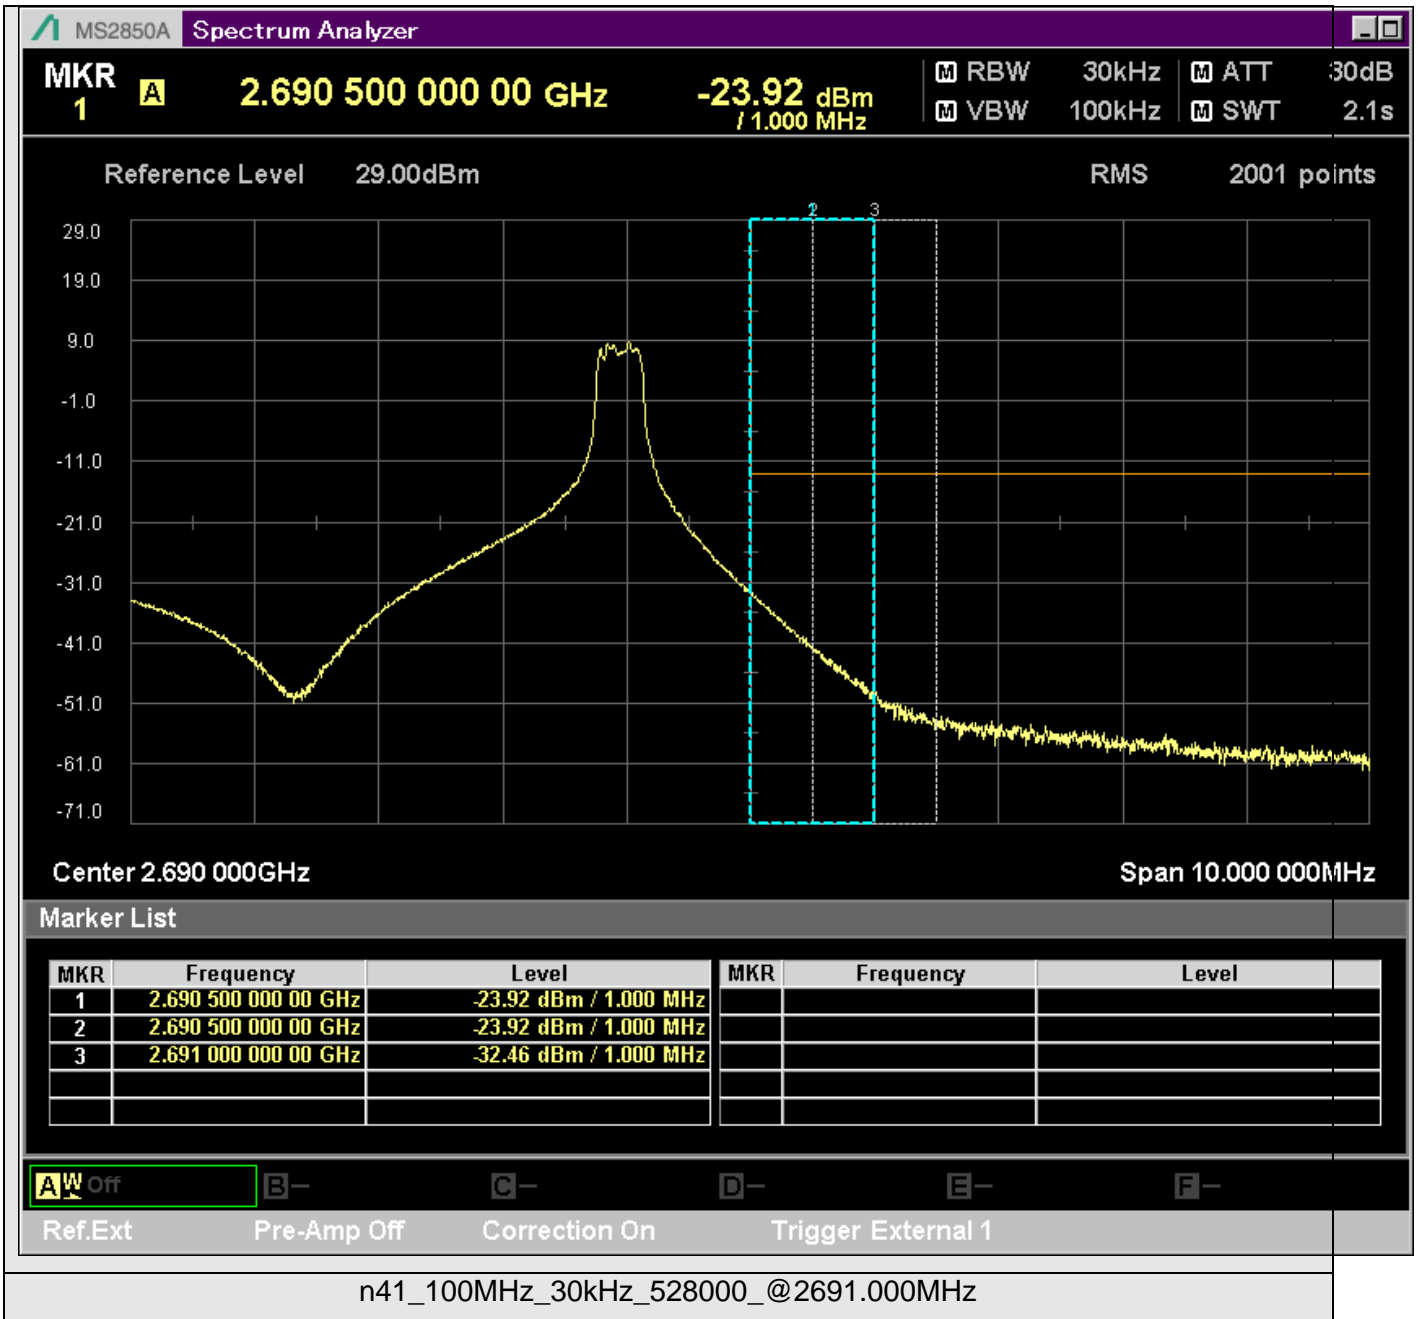 MS2850A Spectrum Analyzer
MKR 1 A 2.690 500 000 00 GHz -23.92 dBm / 1.000 MHz
M RBW 30kHz M ATT 30dB
M VBW 100kHz M SWT 2.1s
Reference Level 29.00dBm RMS 2001 points
2 3
29.0
19.0
9.0
-1.0
-11.0
-21.0
-31.0
-41.0
-51.0
-61.0
-71.0
Center 2.690 000GHz Span 10.000 000MHz
Marker List
MKR Frequency Level MKR Frequency Level
1 2.690 500 000 00 GHz -23.92 dBm / 1.000 MHz
2 2.690 500 000 00 GHz -23.92 dBm / 1.000 MHz
3 2.691 000 000 00 GHz -32.46 dBm / 1.000 MHz
A W Off B- C- D- E- F-
Ref.Ext Pre-Amp Off Correction On Trigger External 1
n41_100MHz_30kHz_528000_@2691.000MHz